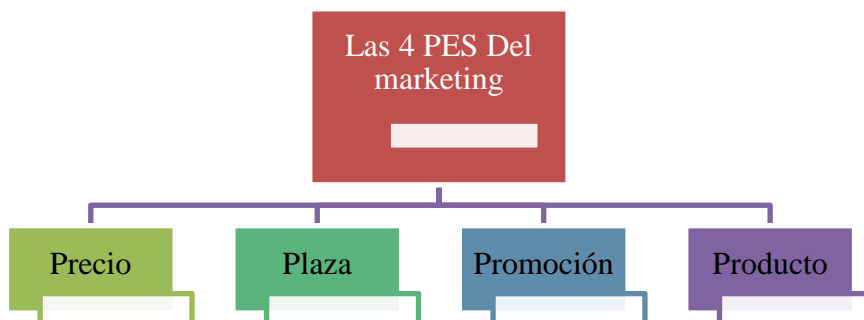 Las 4 PES Del
marketing
Precio
Plaza
Promoción
Producto